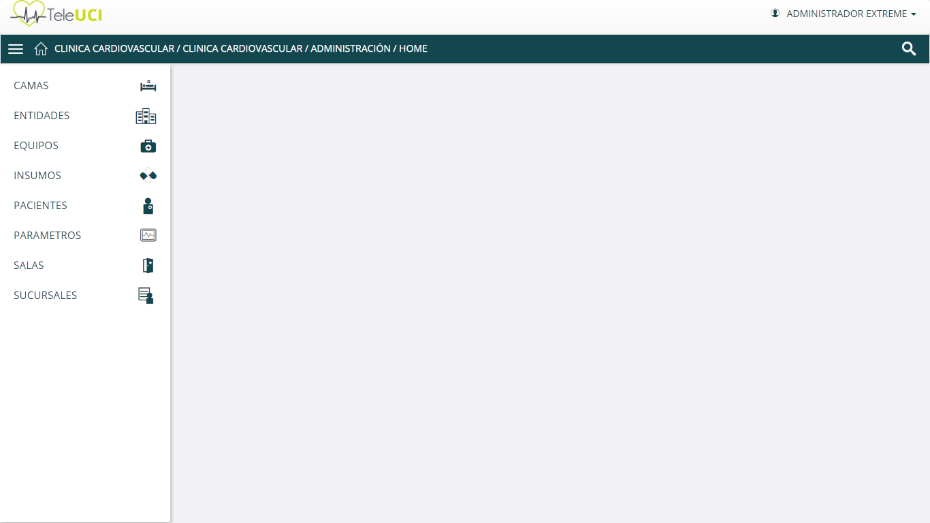 TeleUCI
ADMINISTRADOR EXTREME
CLINICA CARDIOVASCULAR / CLINICA CARDIOVASCULAR / ADMINISTRACIÓN / HOME
CAMAS
ENTIDADES
EQUIPOS
INSUMOS
PACIENTES
PARAMETROS
SALAS
SUCURSALES